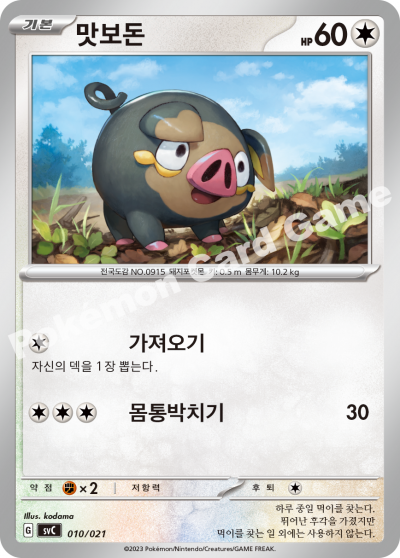 기본 맛보돈 HP 60
전국도감 NO.0915 돼지포켓몬 키: 0.5 m 몸무게: 10.2 kg
Pokémon Card Game
가져오기
자신의 덱을 1장 뽑는다.
몸통박치기 30
약점 ×2 저항력 후퇴
Illus. kodama
G svC 010/021
하루 종일 먹이를 찾는다.
뛰어난 후각을 가졌지만
먹이를 찾는 일 외에는 사용하지 않는다.
©2023 Pokémon/Nintendo/Creatures/GAME FREAK.